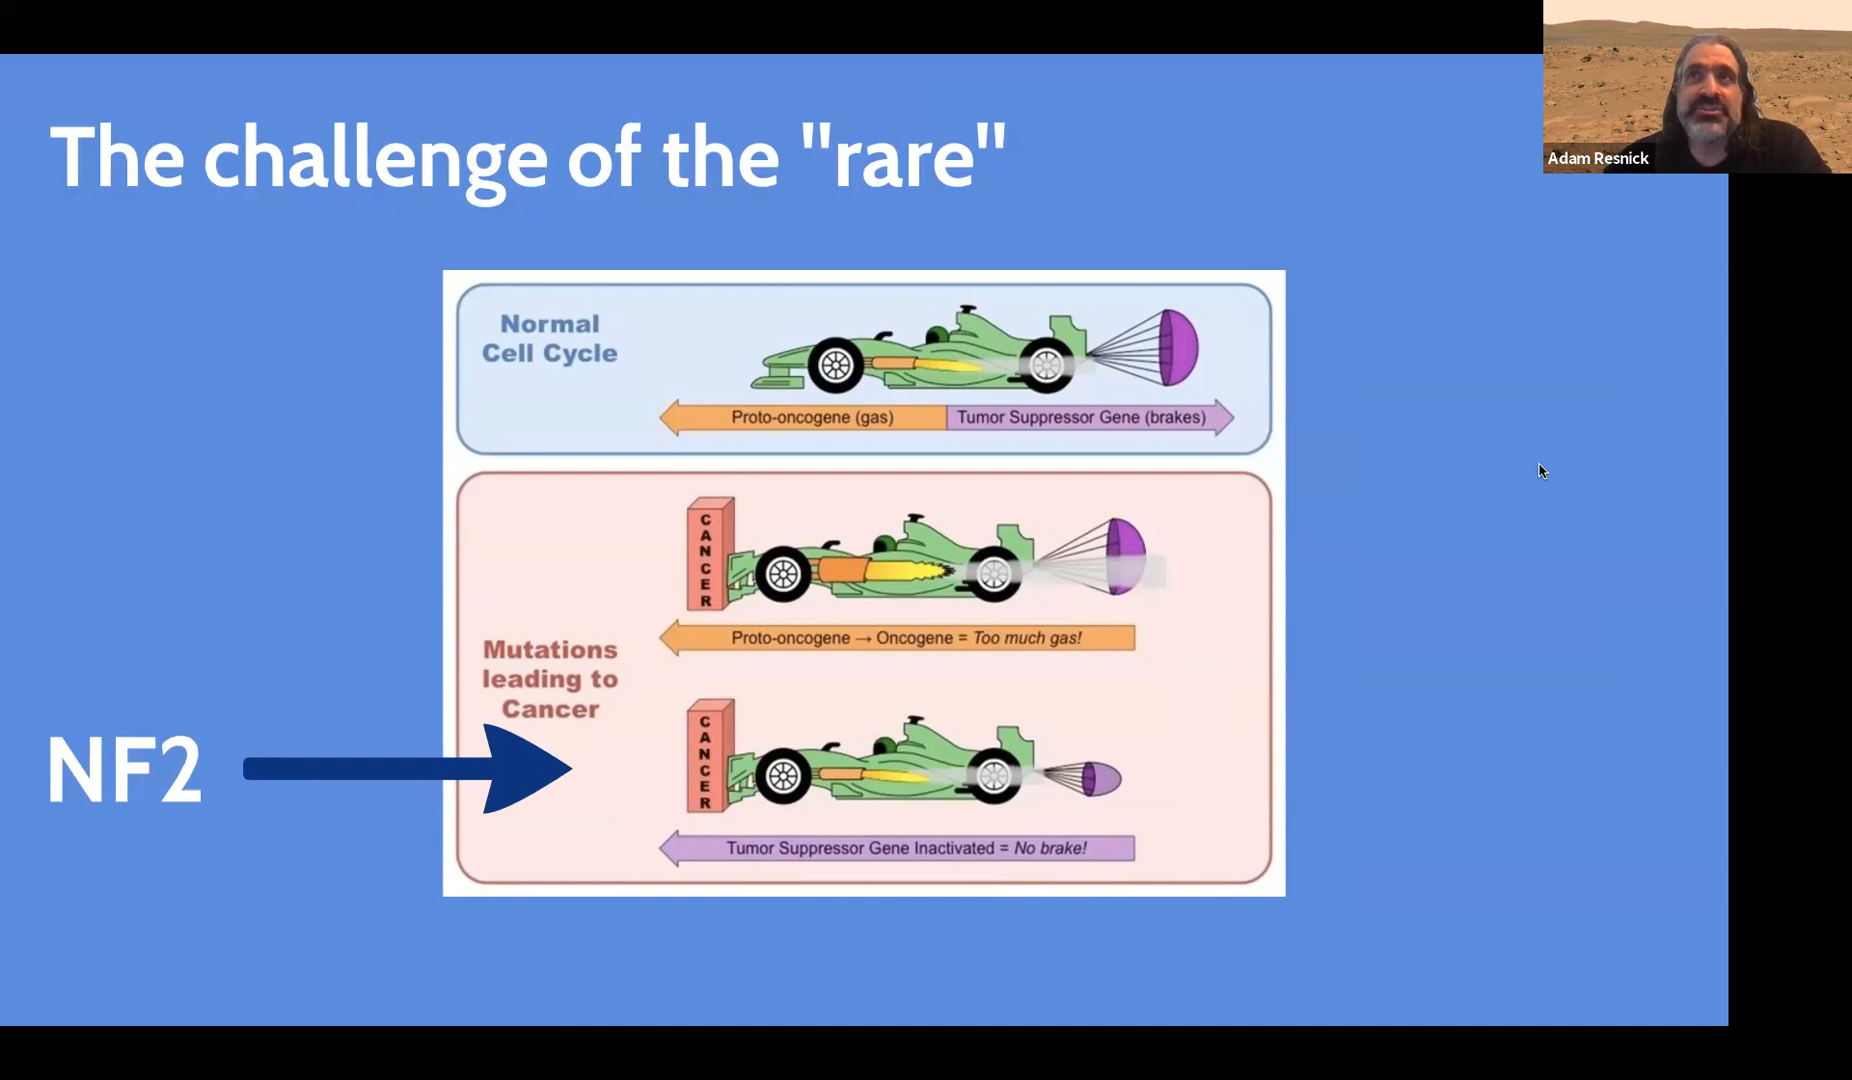 The challenge of the "rare"
Adam Resnick
Normal
Cell Cycle
Proto-oncogene (gas)
Tumor Suppressor Gene (brakes)
CANCER
Proto-oncogene → Oncogene = Too much gas!
Mutations
leading to
Cancer
NF2
CANCER
Tumor Suppressor Gene Inactivated = No brake!